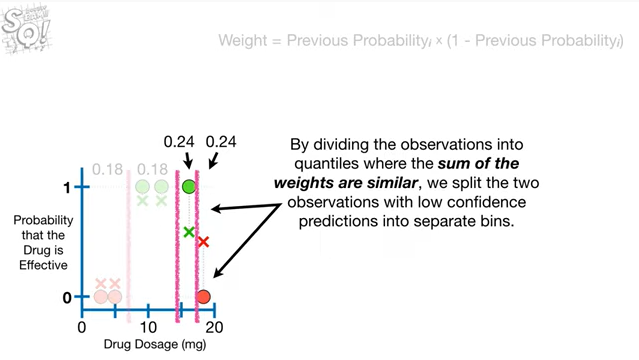 StatQuest!
Weight = Previous Probabilityi × (1 - Previous Probabilityi)
By dividing the observations into
quantiles where the sum of the
weights are similar, we split the two
observations with low confidence
predictions into separate bins.
0.24 0.24
0.18 0.18
1
Probability
that the
Drug is
Effective
0
0 10 20
Drug Dosage (mg)